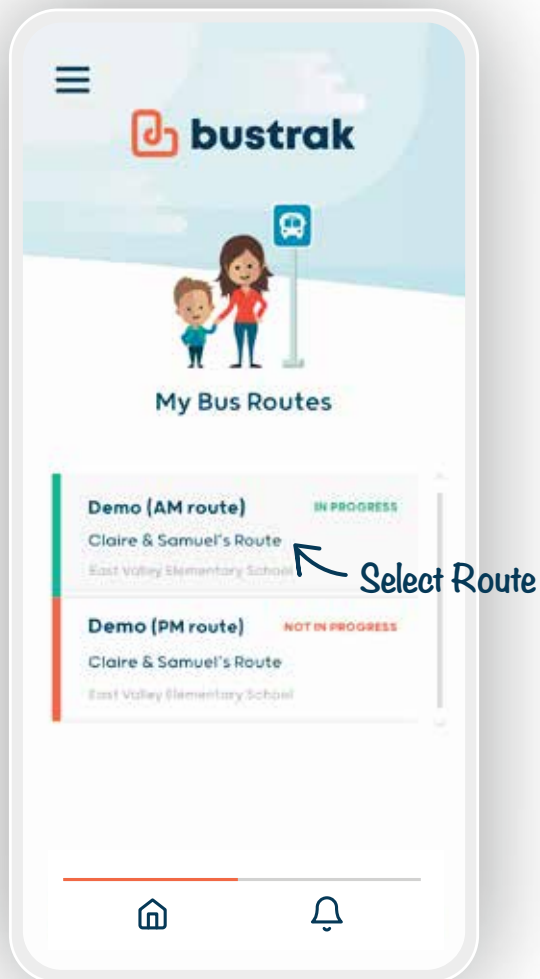 bustrak
My Bus Routes
Demo (AM route) IN PROGRESS
Claire & Samuel's Route
East Valley Elementary School
Select Route
Demo (PM route) NOT IN PROGRESS
Claire & Samuel's Route
East Valley Elementary School